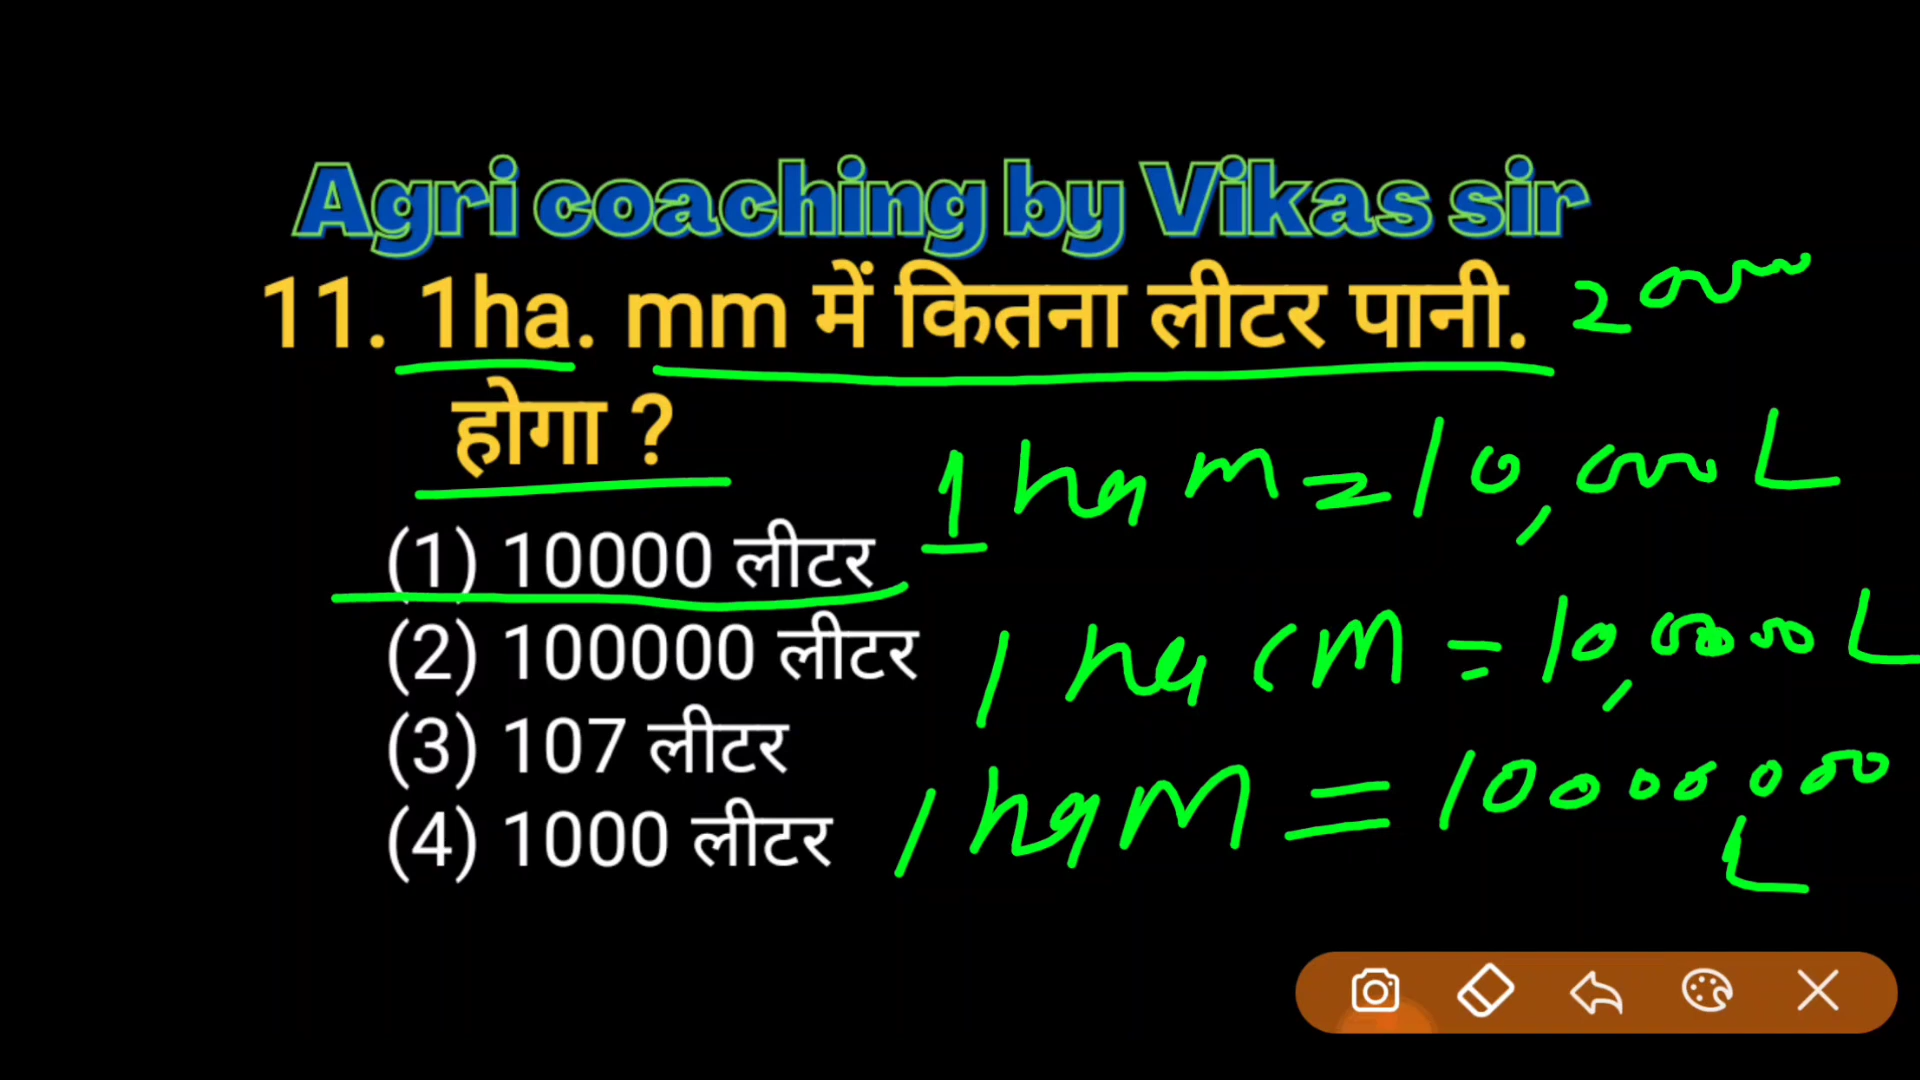 Agri coaching by Vikas sir
11. 1ha. mm में कितना लीटर पानी.
होगा ?
(1) 10000 लीटर
(2) 100000 लीटर
(3) 107 लीटर
(4) 1000 लीटर
1 ha m = 10,000 L
1 ha cm = 10,0000 L
1 ha M = 10000000
L